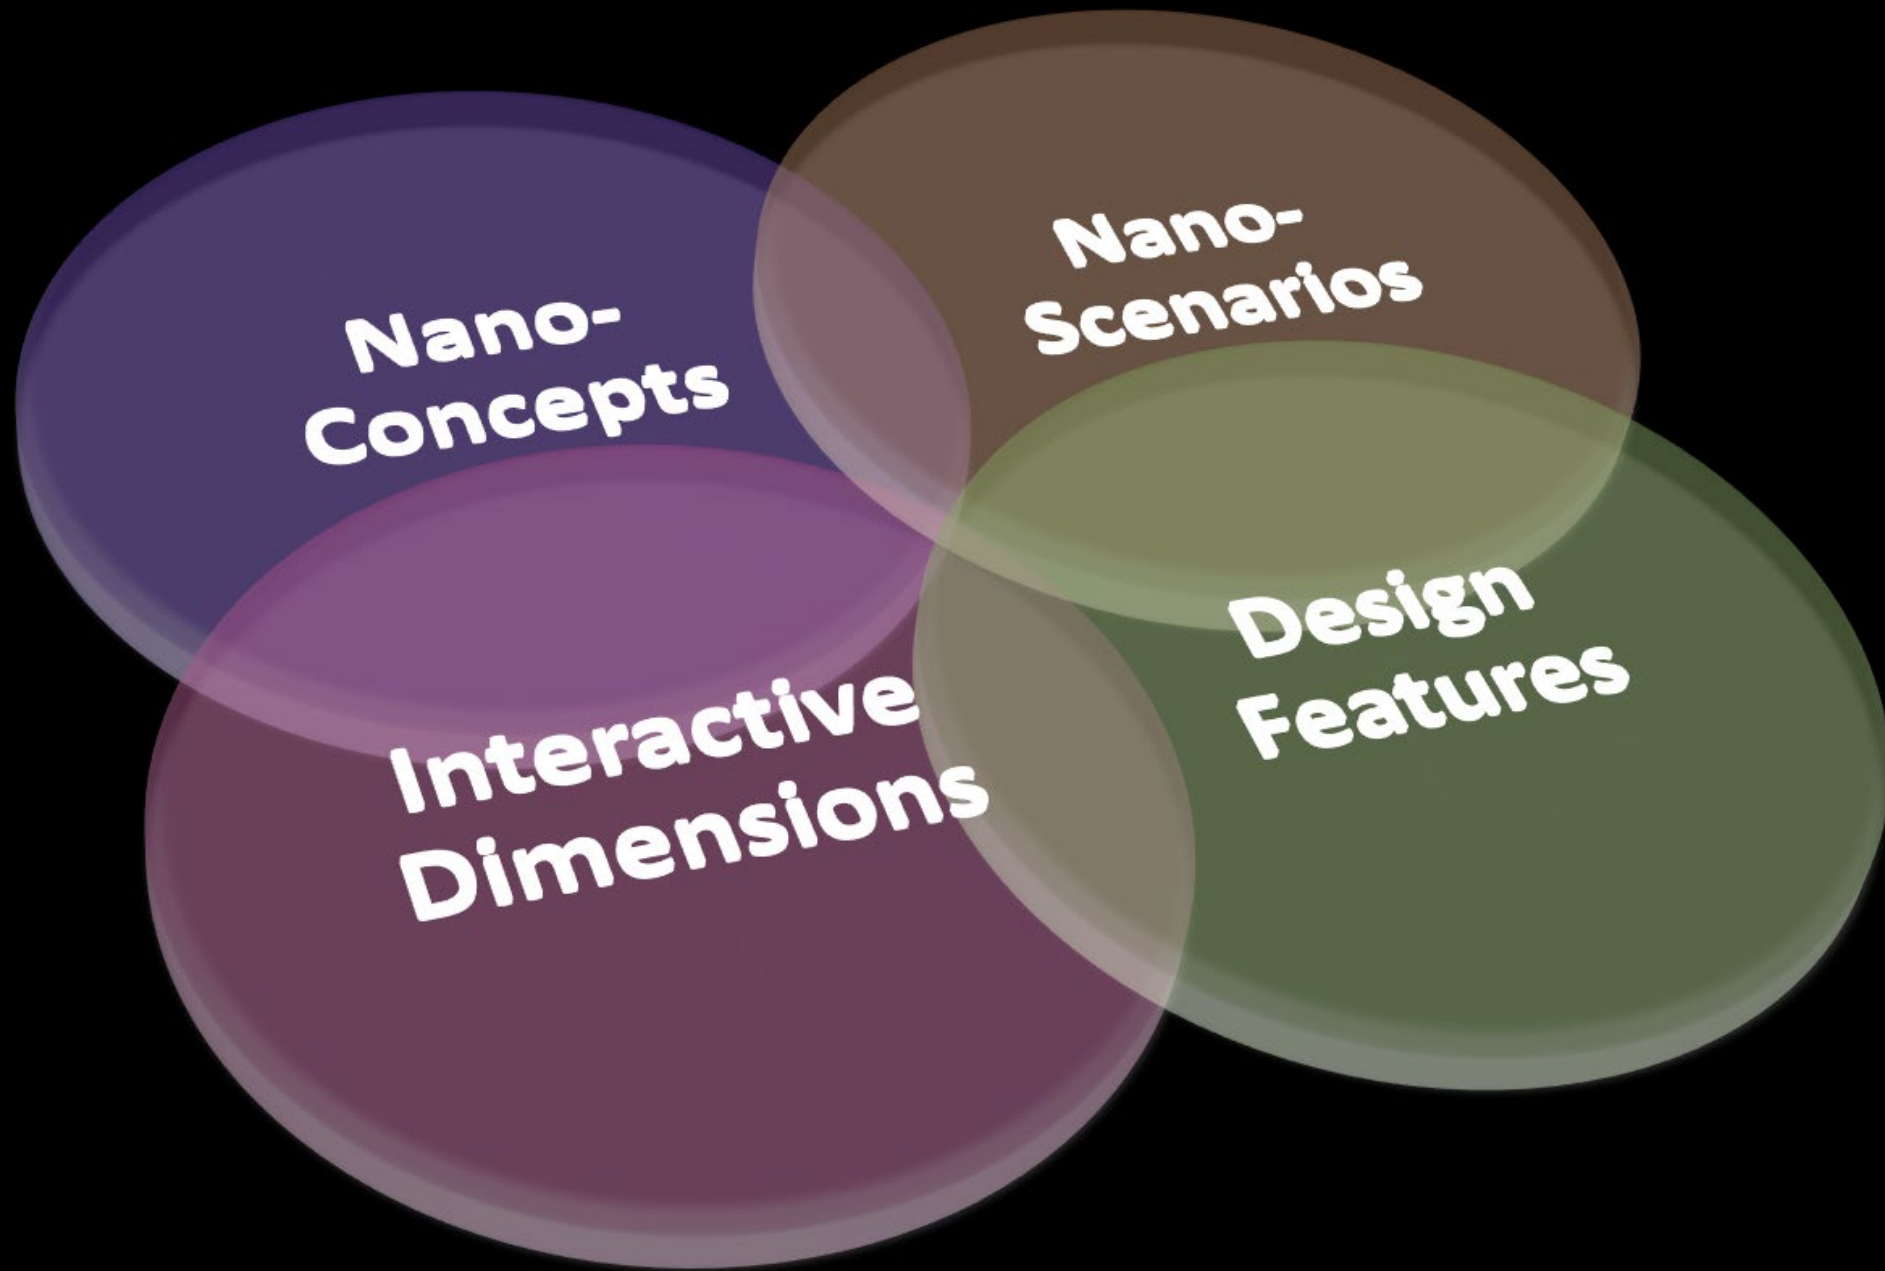 Nano-
Concepts
Nano-
Scenarios
Interactive
Dimensions
Design
Features